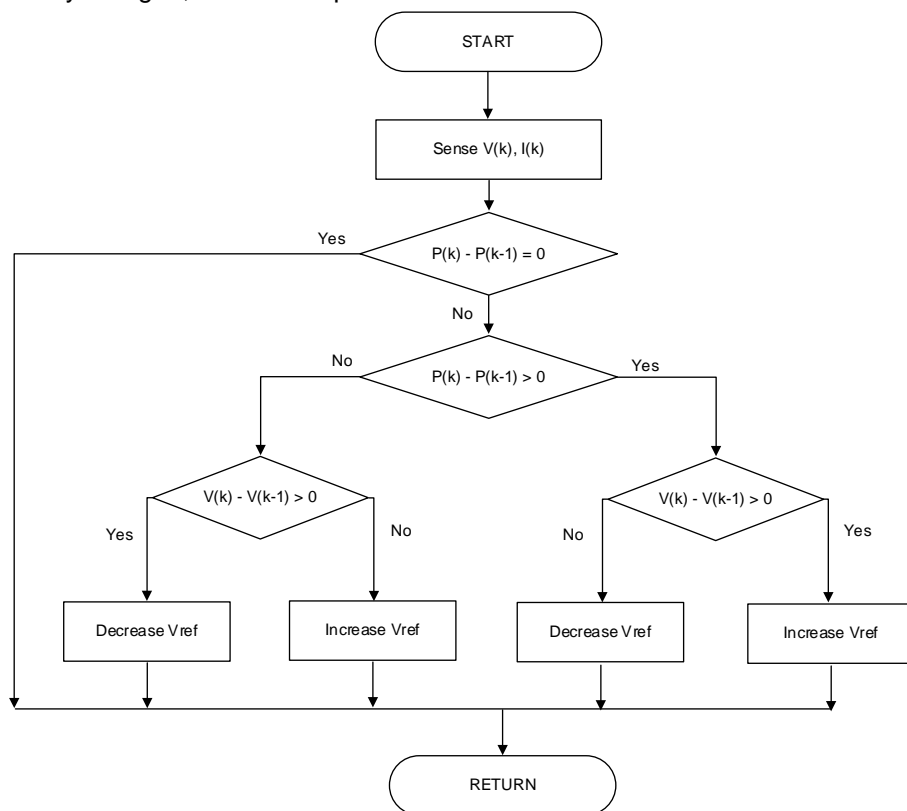 START
Sense V(k), I(k)
Yes
P(k) - P(k-1) = 0
No
No
P(k) - P(k-1) > 0
Yes
V(k) - V(k-1) > 0
V(k) - V(k-1) > 0
Yes
No
No
Yes
Decrease Vref
Increase Vref
Decrease Vref
Increase Vref
RETURN